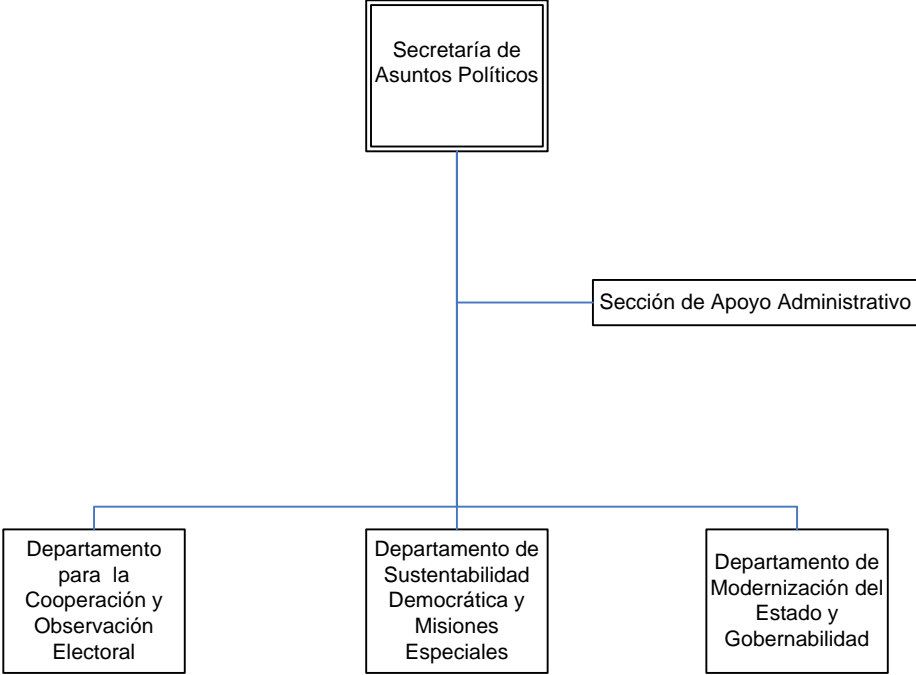 Secretaría de
Asuntos Políticos
Sección de Apoyo Administrativo
Departamento
para la
Cooperación y
Observación
Electoral
Departamento de
Sustentabilidad
Democrática y
Misiones
Especiales
Departamento de
Modernización del
Estado y
Gobernabilidad